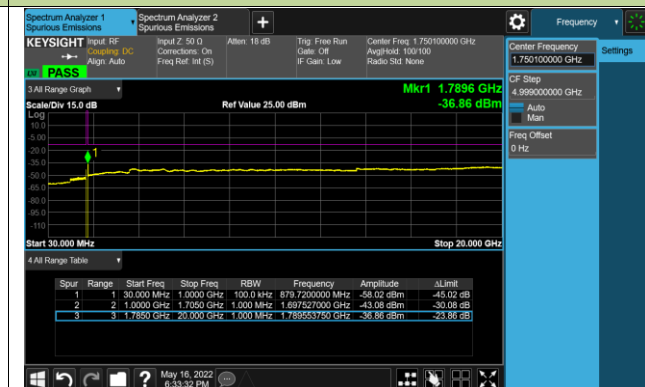 Spectrum Analyzer 1
Spurious Emissions
Spectrum Analyzer 2
Spurious Emissions
+
Frequency
KEYSIGHT
Input: RF
Coupling: DC
Align: Auto
Input Z: 50 Ω
Corrections: On
Freq Ref: Int (S)
Atten: 18 dB
Trig: Free Run
Gate: Off
IF Gain: Low
Center Freq: 1.750100000 GHz
Avg|Hold: 100/100
Radio Std: None
PASS
Center Frequency
1.750100000 GHz
Settings
CF Step
4.999000000 GHz
Auto
Man
Freq Offset
0 Hz
3 All Range Graph
Mkr1 1.7896 GHz
Scale/Div 15.0 dB
Ref Value 25.00 dBm
-36.86 dBm
Log
10.0
-5.00
-20.0
-35.0
-50.0
-65.0
-80.0
-95.0
-110
1
Start 30.000 MHz
Stop 20.000 GHz
4 All Range Table
Spur Range Start Freq Stop Freq RBW Frequency Amplitude ΔLimit
1 1 30.000 MHz 1.0000 GHz 100.0 kHz 879.7200000 MHz -58.02 dBm -45.02 dB
2 2 1.0000 GHz 1.7050 GHz 1.000 MHz 1.697527000 GHz -43.08 dBm -30.08 dB
3 3 1.7850 GHz 20.000 GHz 1.000 MHz 1.789553750 GHz -36.86 dBm -23.86 dB
?
May 16, 2022
6:33:32 PM